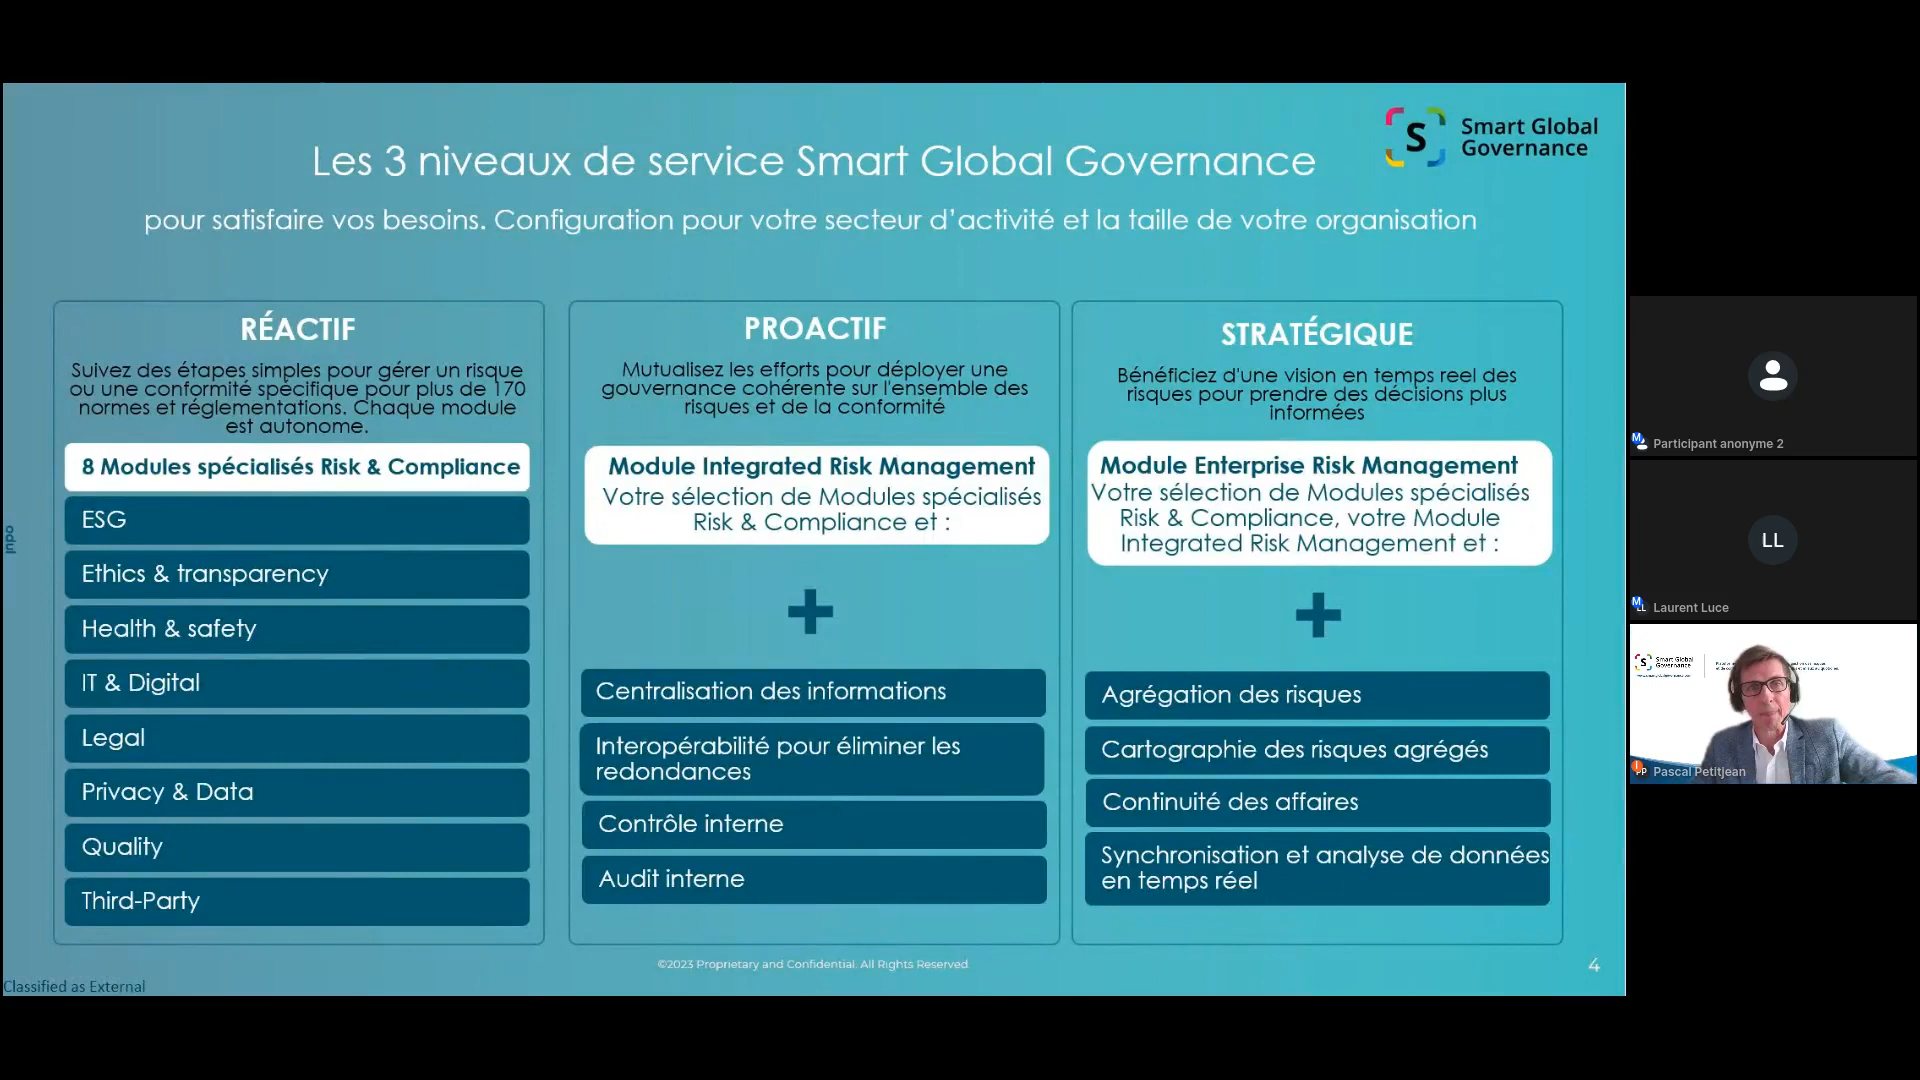 S
Smart Global
Governance
Les 3 niveaux de service Smart Global Governance
pour satisfaire vos besoins. Configuration pour votre secteur d’activité et la taille de votre organisation
RÉACTIF
Suivez des étapes simples pour gérer un risque
ou une conformité spécifique pour plus de 170
normes et réglementations. Chaque module
est autonome.
8 Modules spécialisés Risk & Compliance
ESG
Ethics & transparency
Health & safety
IT & Digital
Legal
Privacy & Data
Quality
Third-Party
PROACTIF
Mutualisez les efforts pour déployer une
gouvernance cohérente sur l'ensemble des
risques et de la conformité
Module Integrated Risk Management
Votre sélection de Modules spécialisés
Risk & Compliance et :
+
Centralisation des informations
Interopérabilité pour éliminer les
redondances
Contrôle interne
Audit interne
STRATÉGIQUE
Bénéficiez d'une vision en temps reel des
risques pour prendre des décisions plus
informées
Module Enterprise Risk Management
Votre sélection de Modules spécialisés
Risk & Compliance, votre Module
Integrated Risk Management et :
+
Agrégation des risques
Cartographie des risques agrégés
Continuité des affaires
Synchronisation et analyse de données
en temps réel
©2023 Proprietary and Confidential. All Rights Reserved.
4
Classified as External
Participant anonyme 2
LL
Laurent Luce
S
Smart Global
Governance
Pascal Petitjean